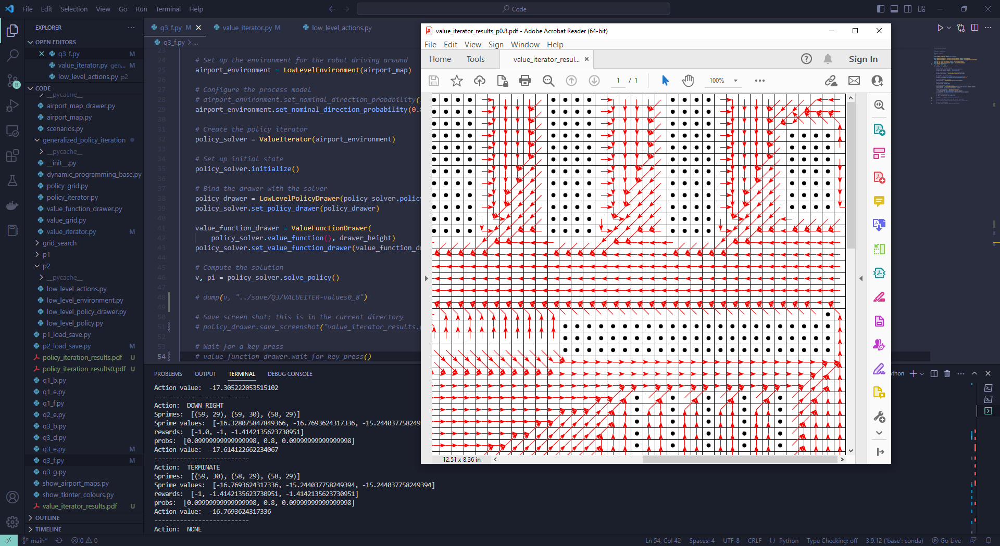 File Edit Selection View Go Run Terminal Help
Code
EXPLORER
OPEN EDITORS
q3_f.py M
value_iterator.py gen... M
low_level_actions.py p2
11
CODE
__pycache__
airport_map_drawer.py
airport_map.py
scenarios.py
generalized_policy_iteration
__pycache__
__init__.py
dynamic_programming_base.py
policy_grid.py
policy_iterator.py
value_function_drawer.py
value_grid.py
value_iterator.py M
grid_search
p1
p2
__pycache__
low_level_actions.py
low_level_environment.py
low_level_policy_drawer.py
low_level_policy.py
p1_load_save.py
p2_load_save.py M
policy_iteration_results.pdf U
policy_iteration_results0.pdf U
q1_b.py
q1_e.py
q1_f.py
q2_e.py
q3_b.py
q3_d.py
q3_e.py M
q3_f.py M
q3_g.py
show_airport_maps.py
show_tkinter_colours.py
value_iterator_results.pdf U
OUTLINE
TIMELINE
q3_f.py M value_iterator.py M low_level_actions.py
q3_f.py > ...
23
24 # Set up the environment for the robot driving around
25 airport_environment = LowLevelEnvironment(airport_map)
26
27 # Configure the process model
28 # airport_environment.set_nominal_direction_probability(
29 airport_environment.set_nominal_direction_probability(0.8
30
31 # Create the policy iterator
32 policy_solver = ValueIterator(airport_environment)
33
34 # Set up initial state
35 policy_solver.initialize()
36
37 # Bind the drawer with the solver
38 policy_drawer = LowLevelPolicyDrawer(policy_solver.policy
39 policy_solver.set_policy_drawer(policy_drawer)
40
41 value_function_drawer = ValueFunctionDrawer(
42 policy_solver.value_function(), drawer_height)
43 policy_solver.set_value_function_drawer(value_function_dr
44
45 # Compute the solution
46 v, pi = policy_solver.solve_policy()
47
48 # dump(v, "../save/Q3/VALUEITER-values0_8")
49
50 # Save screen shot; this is in the current directory
51 # policy_drawer.save_screenshot("value_iterator_results.
52
53 # Wait for a key press
54 # value_function_drawer.wait_for_key_press()
PROBLEMS OUTPUT TERMINAL DEBUG CONSOLE
ython
Action value:  -17.305222053515102
--------------------------
Action:  DOWN_RIGHT
Sprimes:  [(59, 29), (59, 30), (58, 29)]
Sprime values:  [-16.328075847849366, -16.7693624317336, -15.244037758249
rewards:  [-1.0, -1, -1.4142135623730951]
probs:  [0.09999999999999998, 0.8, 0.09999999999999998]
Action value:  -17.614122662234067
--------------------------
Action:  TERMINATE
Sprimes:  [(59, 30), (58, 29), (58, 29)]
Sprime values:  [-16.7693624317336, -15.244037758249394, -15.244037758249394]
rewards:  [-1, -1.4142135623730951, -1.4142135623730951]
probs:  [0.09999999999999998, 0.8, 0.09999999999999998]
Action value:  -16.7693624317336
--------------------------
Action:  NONE
main* 0 0
Ln 54, Col 42 Spaces: 4 UTF-8 CRLF { } Python Type Checking: off 3.9.12 ('base': conda) Go Live
value_iterator_results_p0.8.pdf - Adobe Acrobat Reader (64-bit)
File Edit View Sign Window Help
Home Tools value_iterator_resul... Sign In
1 / 1 100%
12.51 x 8.36 in